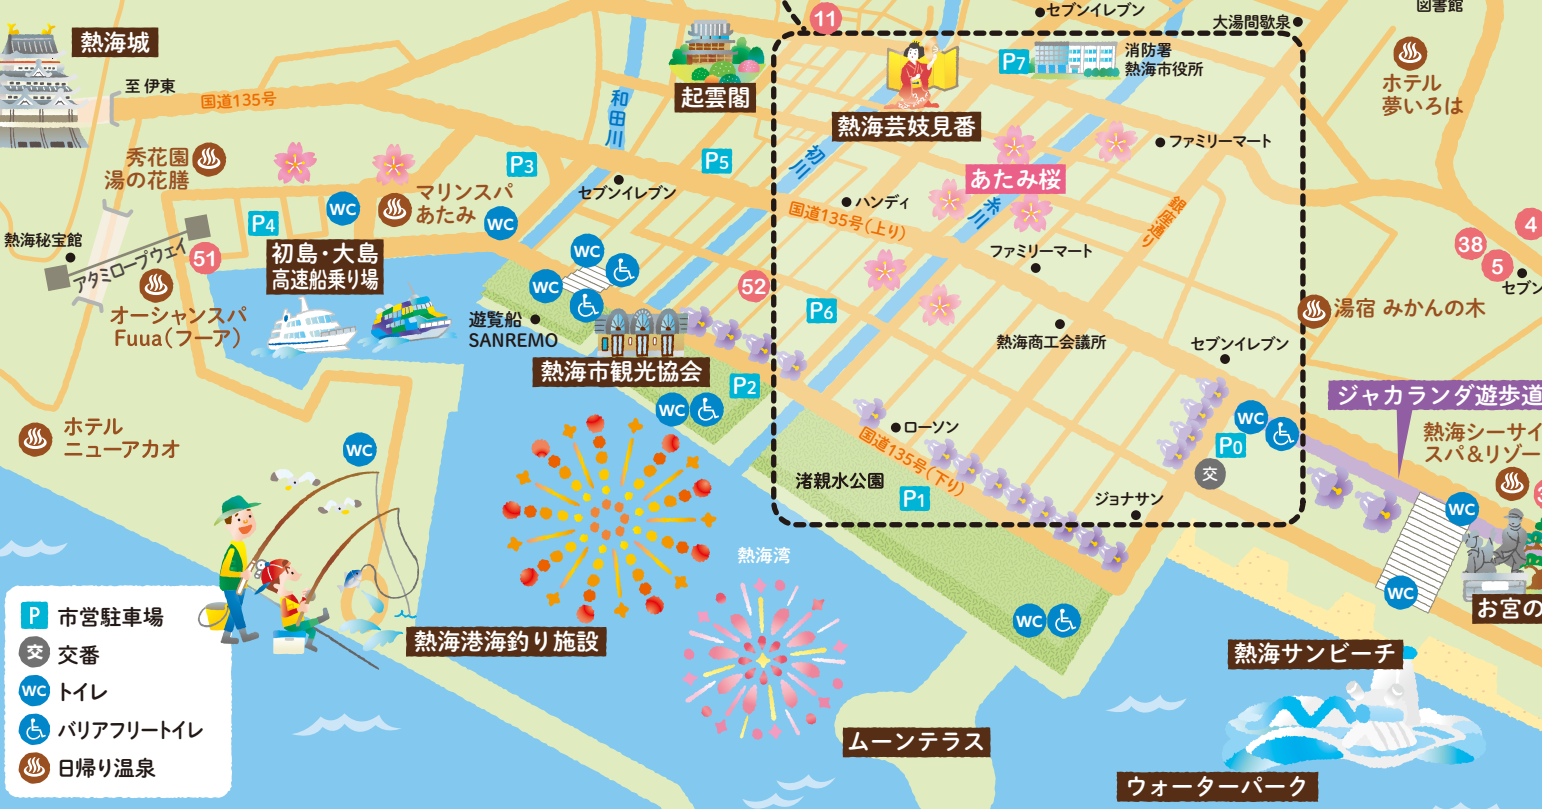 熱海城
至 伊東
国道135号
和田川
起雲閣
11
セブンイレブン
大湯間歇泉
図書館
P7
消防署
熱海市役所
熱海芸妓見番
ホテル
夢いろは
秀花園
湯の花膳
P3
P5
初川
ファミリーマート
あたみ桜
糸川
マリンスパ
あたみ
セブンイレブン
WC
WC
P4
ハンディ
国道135号(上り)
銀座通り
熱海秘宝館
アタミロープウェイ
51
初島・大島
高速船乗り場
WC
WC
ファミリーマート
4
38
5
セブン
52
オーシャンスパ
Fuua(フーア)
遊覧船
SANREMO
P6
湯宿 みかんの木
熱海商工会議所
セブンイレブン
熱海市観光協会
P2
WC
ジャカランダ遊歩道
ホテル
ニューアカオ
WC
ローソン
国道135号(下り)
WC
P0
交
熱海シーサイ
スパ&リゾー
渚親水公園
P1
ジョナサン
WC
熱海湾
WC
お宮の
P 市営駐車場
交 交番
WC トイレ
バリアフリートイレ
日帰り温泉
熱海港海釣り施設
WC
熱海サンビーチ
ムーンテラス
ウォーターパーク